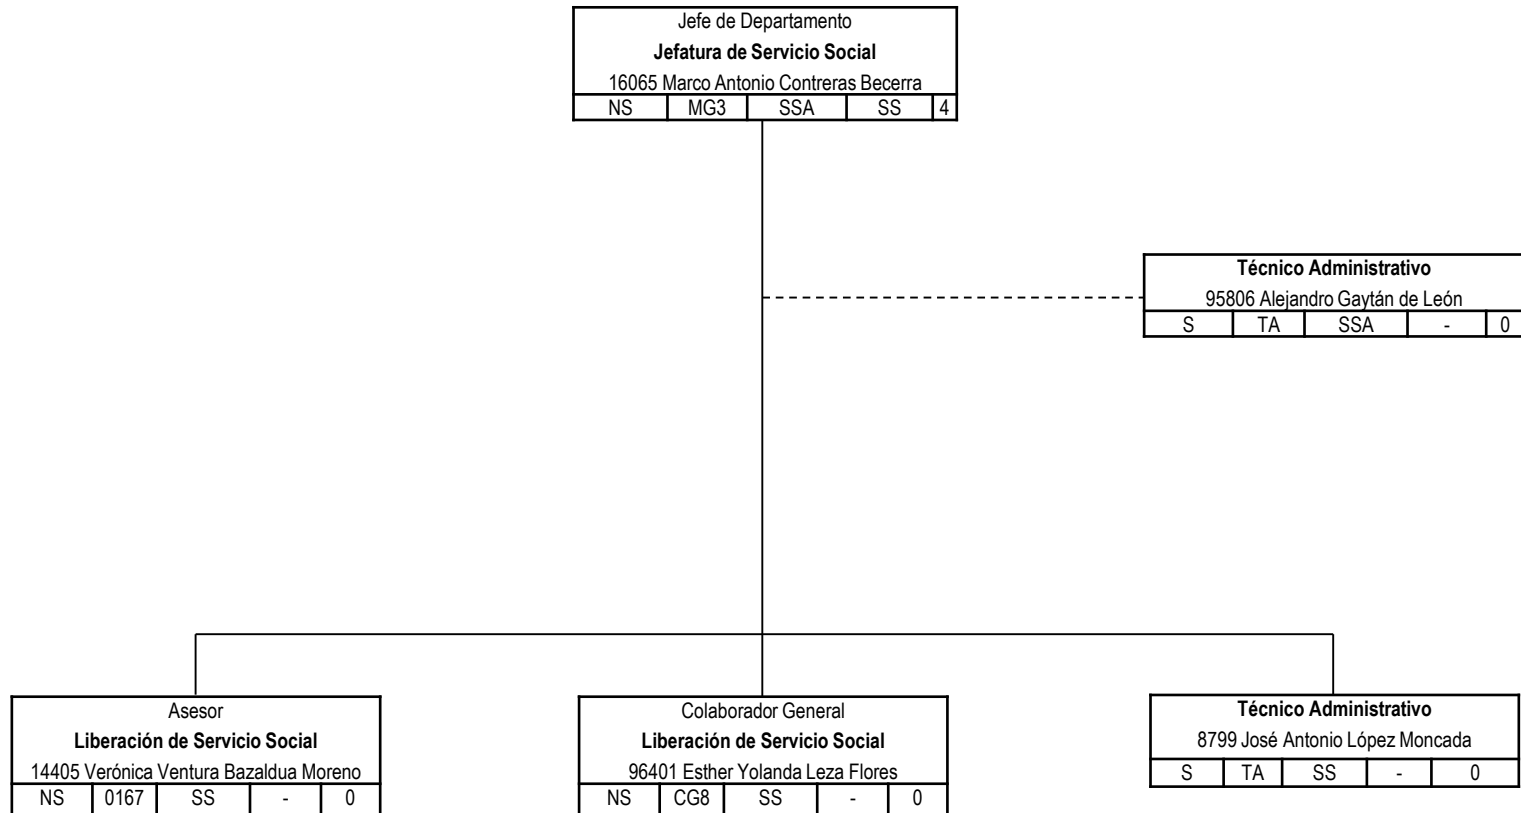 Jefe de Departamento
Jefatura de Servicio Social
16065 Marco Antonio Contreras Becerra
NS MG3 SSA SS 4
Técnico Administrativo
95806 Alejandro Gaytán de León
S TA SSA - 0
Asesor
Liberación de Servicio Social
14405 Verónica Ventura Bazaldua Moreno
NS 0167 SS - 0
Colaborador General
Liberación de Servicio Social
96401 Esther Yolanda Leza Flores
NS CG8 SS - 0
Técnico Administrativo
8799 José Antonio López Moncada
S TA SS - 0